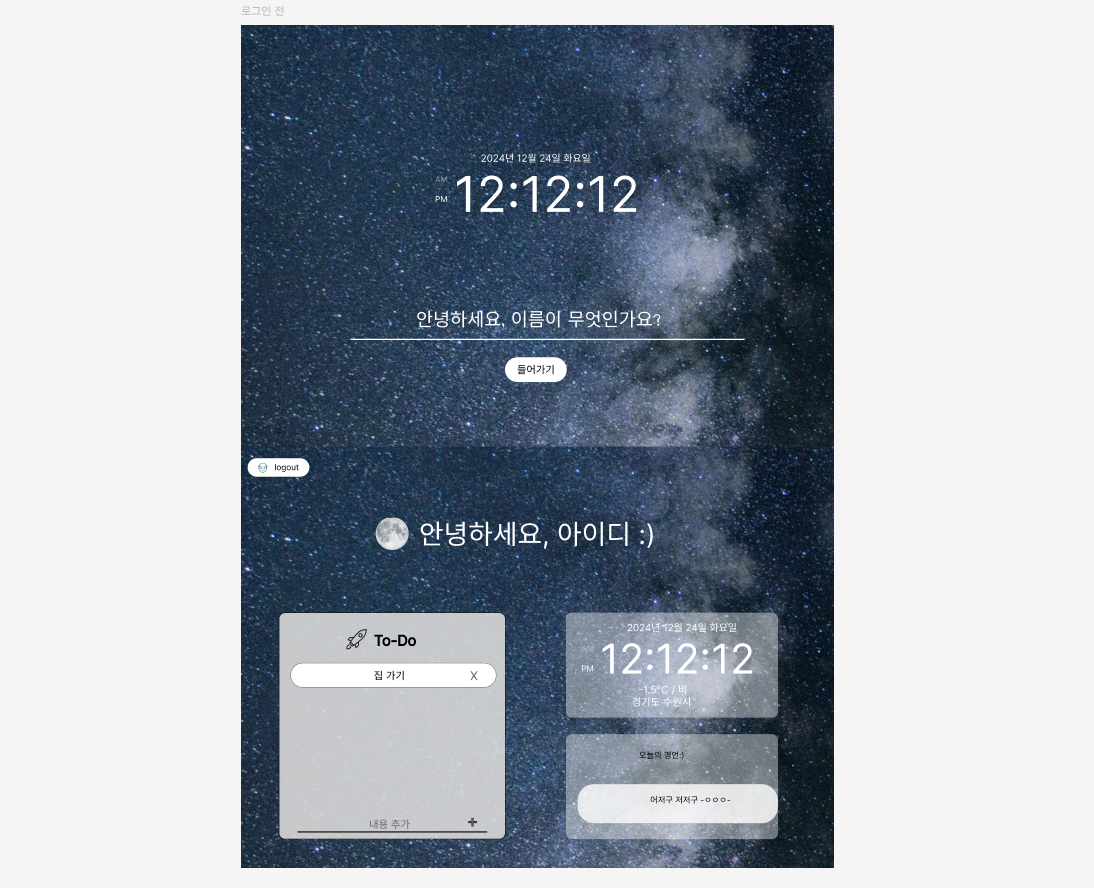 로그인 전
2024년 12월 24일 화요일
AM
PM
12:12:12
안녕하세요, 이름이 무엇인가요?
들어가기
logout
안녕하세요, 아이디 :)
To-Do
집 가기 X
내용 추가 +
2024년 12월 24일 화요일
AM
PM
12:12:12
-1.5°C / 비
경기도 수원시
오늘의 명언:)
어저구 저저구 -ㅇㅇㅇ-